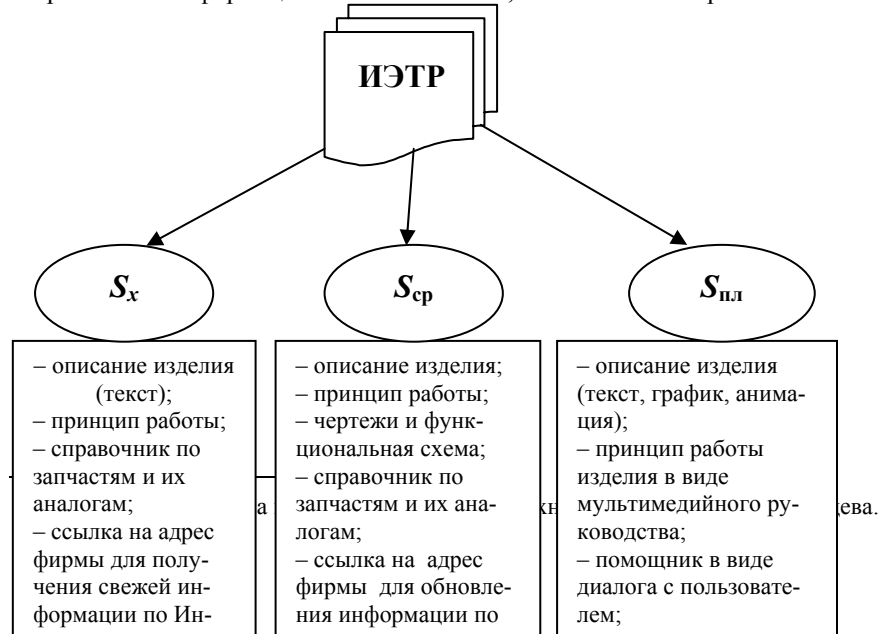 ИЭТР
Sx
Sср
Sпл
– описание изделия
(текст);
– принцип работы;
– справочник по
запчастям и их
аналогам;
– ссылка на адрес
фирмы для полу-
чения свежей ин-
формации по Ин-
– описание изделия;
– принцип работы;
– чертежи и функ-
циональная схема;
– справочник по
запчастям и их ана-
логам;
– ссылка на адрес
фирмы для обновле-
ния информации по
– описание изделия
(текст, график, анима-
ция);
– принцип работы
изделия в виде
мультимедийного ру-
ководства;
– помощник в виде
диалога с пользовате-
лем;